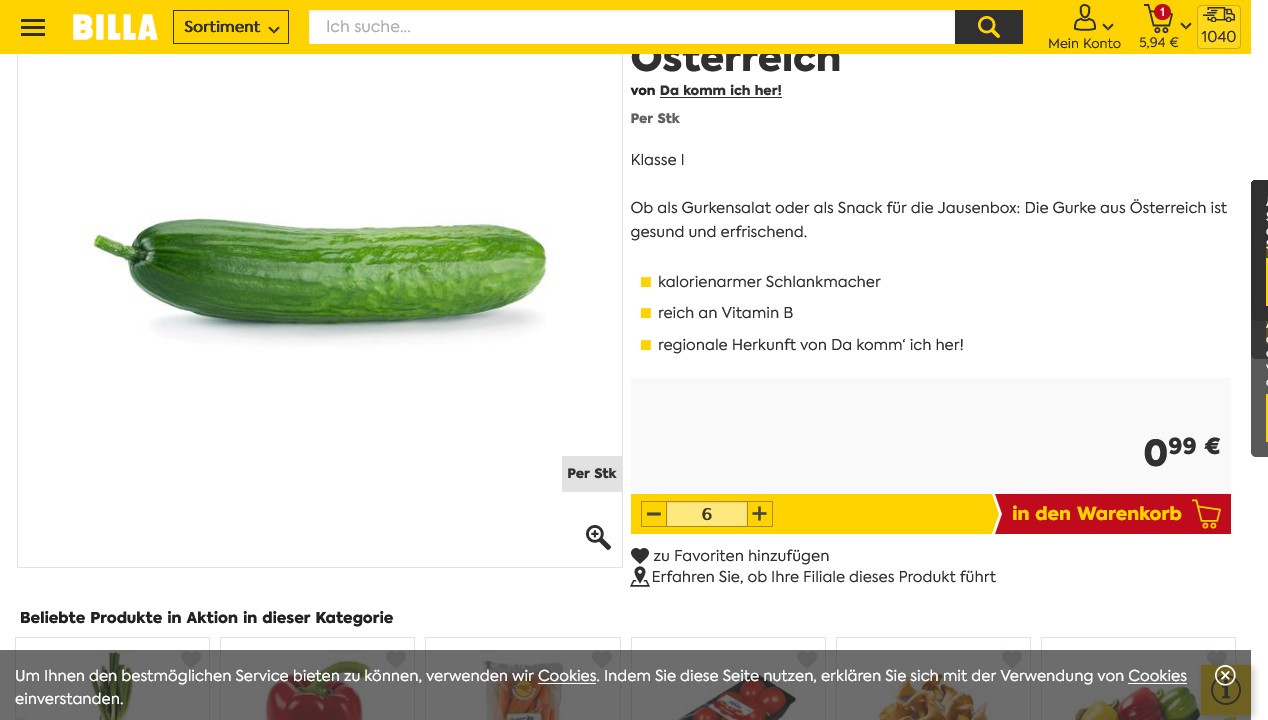 BILLA
Sortiment
Ich suche...
Mein Konto
1
5,94 €
1040
Österreich
von Da komm ich her!
Per Stk
Klasse I
Ob als Gurkensalat oder als Snack für die Jausenbox: Die Gurke aus Österreich ist
gesund und erfrischend.
kalorienarmer Schlankmacher
reich an Vitamin B
regionale Herkunft von Da komm‘ ich her!
Per Stk
0 99 €
6
in den Warenkorb
zu Favoriten hinzufügen
Erfahren Sie, ob Ihre Filiale dieses Produkt führt
Beliebte Produkte in Aktion in dieser Kategorie
Um Ihnen den bestmöglichen Service bieten zu können, verwenden wir Cookies. Indem Sie diese Seite nutzen, erklären Sie sich mit der Verwendung von Cookies
einverstanden.